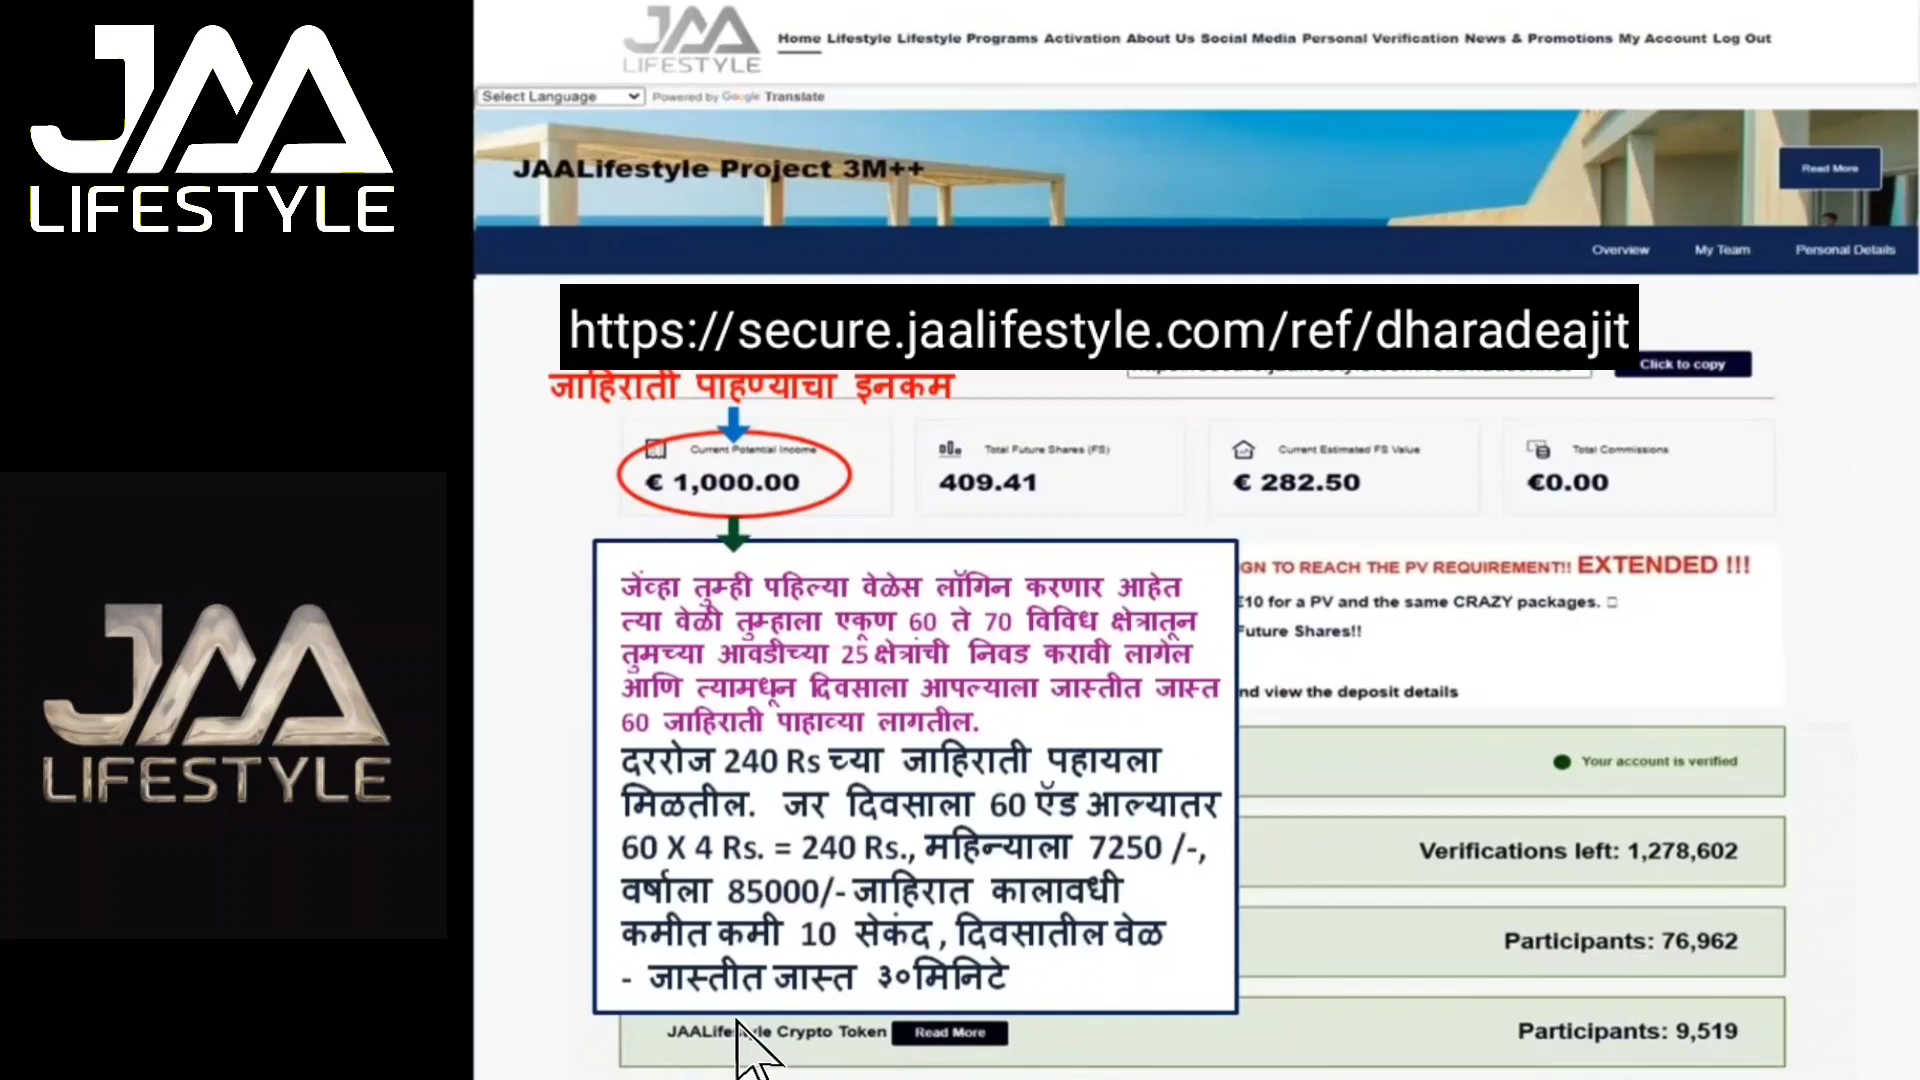 JAA
LIFESTYLE
JAA
LIFESTYLE
JAA
LIFESTYLE
Home Lifestyle Lifestyle Programs Activation About Us Social Media Personal Verification News & Promotions My Account Log Out
Select Language
Powered by Google Translate
JAALifestyle Project 3M++
Read More
Overview My Team Personal Details
https://secure.jaalifestyle.com/ref/dharadeajit
Click to copy
जाहिराती पाहण्याचा इनकम
Current Potential Income
€ 1,000.00
Total Future Shares (FS)
409.41
Current Estimated FS Value
€ 282.50
Total Commissions
€0.00
जेंव्हा तुम्ही पहिल्या वेळेस लॉगिन करणार आहेत
त्या वेळी तुम्हाला एकूण 60 ते 70 विविध क्षेत्रातून
तुमच्या आवडीच्या 25 क्षेत्रांची निवड करावी लागेल
आणि त्यामधून दिवसाला आपल्याला जास्तीत जास्त
60 जाहिराती पाहाव्या लागतील.
दररोज 240 Rs च्या जाहिराती पहायला
मिळतील. जर दिवसाला 60 ऍड आल्यातर
60 X 4 Rs. = 240 Rs., महिन्याला 7250 /-,
वर्षाला 85000/- जाहिरात कालावधी
कमीत कमी 10 सेकंद , दिवसातील वेळ
- जास्तीत जास्त ३० मिनिटे
GN TO REACH THE PV REQUIREMENT!! EXTENDED !!!
€10 for a PV and the same CRAZY packages.
Future Shares!!
nd view the deposit details
Your account is verified
Verifications left: 1,278,602
Participants: 76,962
JAALifestyle Crypto Token Read More
Participants: 9,519